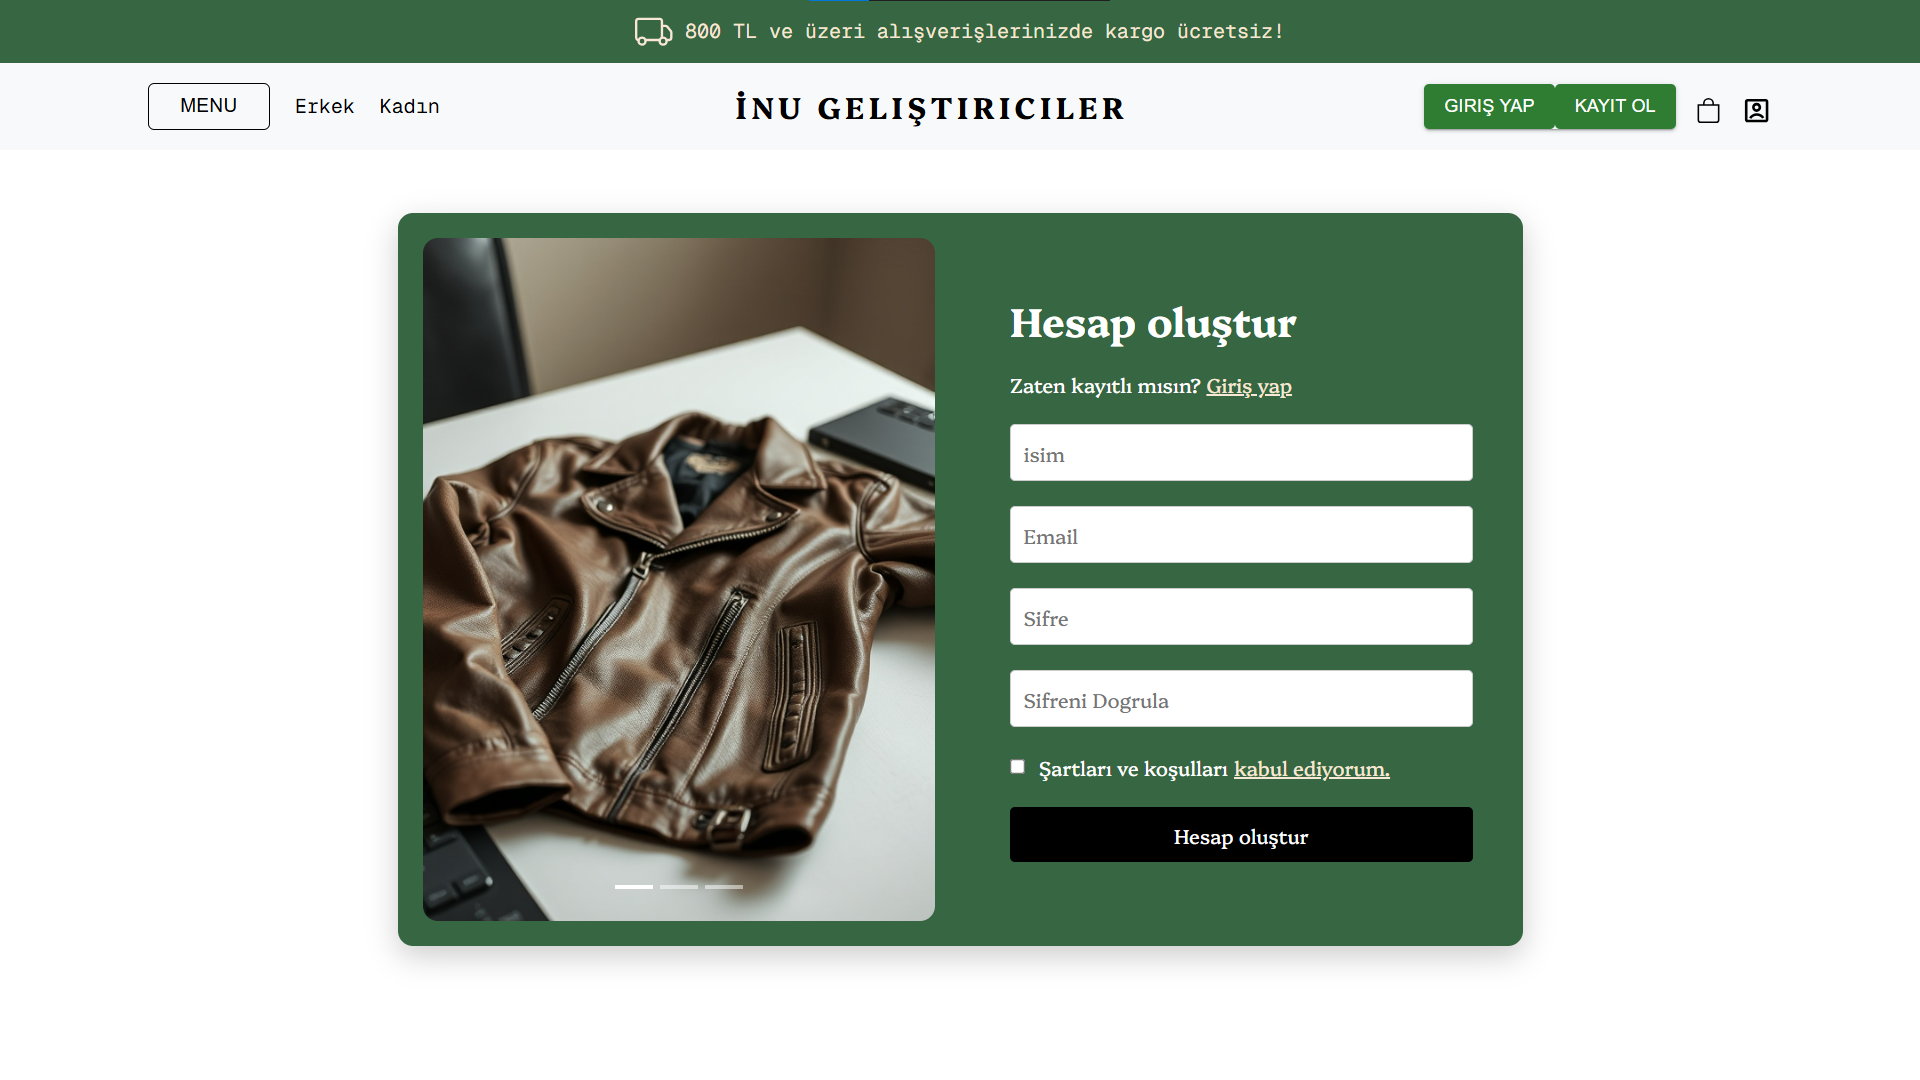 800 TL ve üzeri alışverişlerinizde kargo ücretsiz!
MENU Erkek Kadın İNU GELIŞTIRICILER GIRIŞ YAP KAYIT OL
Hesap oluştur
Zaten kayıtlı mısın? Giriş yap
isim
Email
Sifre
Sifreni Dogrula
Şartları ve koşulları kabul ediyorum.
Hesap oluştur